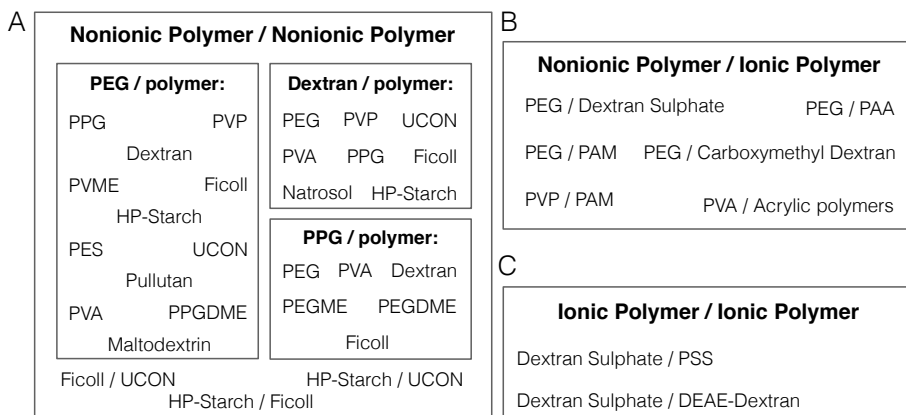 A
Nonionic Polymer / Nonionic Polymer
PEG / polymer:
PPG PVP
Dextran
PVME Ficoll
HP-Starch
PES UCON
Pullutan
PVA PPGDME
Maltodextrin
Dextran / polymer:
PEG PVP UCON
PVA PPG Ficoll
Natrosol HP-Starch
PPG / polymer:
PEG PVA Dextran
PEGME PEGDME
Ficoll
Ficoll / UCON HP-Starch / UCON
HP-Starch / Ficoll
B
Nonionic Polymer / Ionic Polymer
PEG / Dextran Sulphate PEG / PAA
PEG / PAM PEG / Carboxymethyl Dextran
PVP / PAM PVA / Acrylic polymers
C
Ionic Polymer / Ionic Polymer
Dextran Sulphate / PSS
Dextran Sulphate / DEAE-Dextran